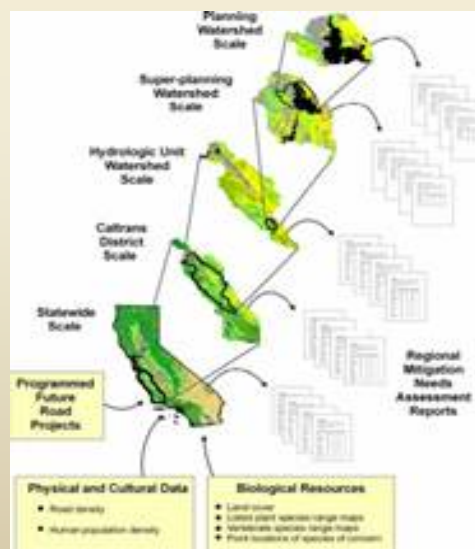 Planning
Watershed
Scale
Super-planning
Watershed
Scale
Hydrologic Unit
Watershed
Scale
Caltrans
District
Scale
Statewide
Scale
Regional
Mitigation
Needs
Assessment
Reports
Programmed
Future
Road
Projects
Physical and Cultural Data
Road density
Human population density
Biological Resources
Land cover
Listed plant species range maps
Vertebrate species range maps
Point locations of species of concern